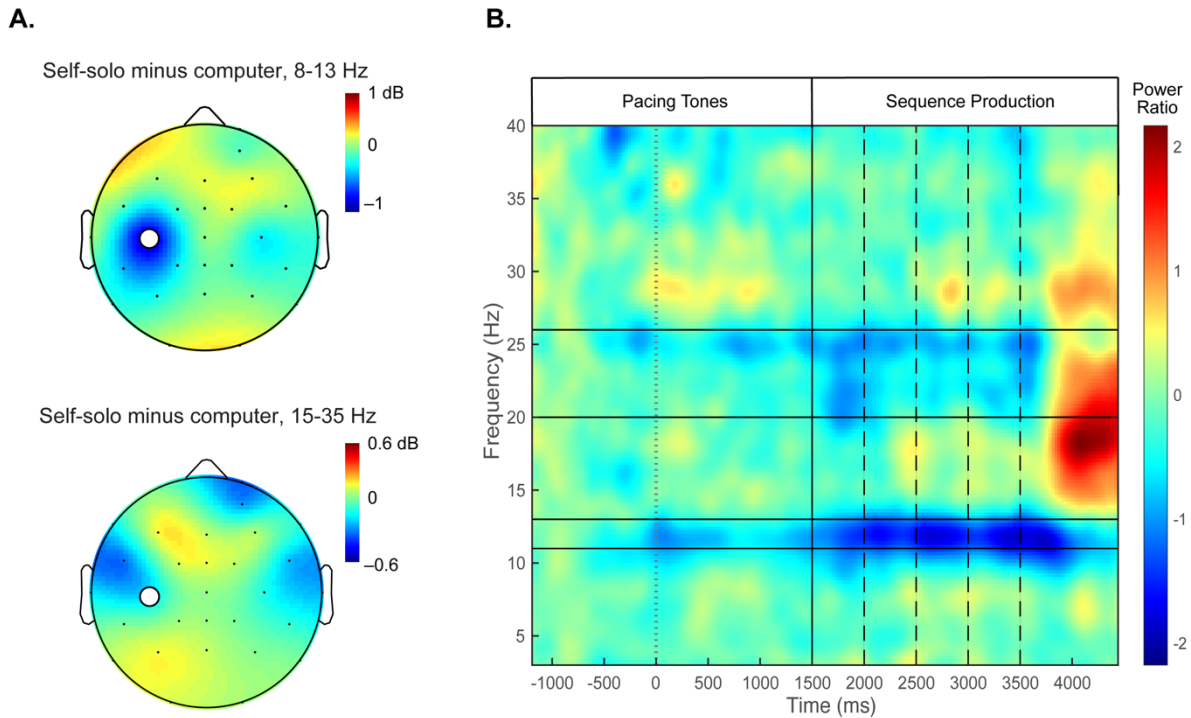 A.
Self-solo minus computer, 8-13 Hz
1 dB
0
–1
Self-solo minus computer, 15-35 Hz
0.6 dB
0
–0.6
B.
Pacing Tones
Sequence Production
Power
Ratio
40
35
30
25
20
15
10
5
Frequency (Hz)
-1000 -500 0 500 1000 1500 2000 2500 3000 3500 4000
Time (ms)
2
1
0
-1
-2